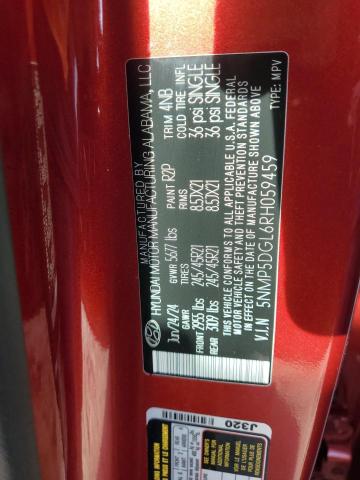 MANUFACTURED BY
HYUNDAI MOTOR MANUFACTURING ALABAMA, LLC
Jun/24/24 GVWR 5671 lbs PAINT R2P TRIM 4NB
GAWR TIRES RIMS COLD TIRE INFL
FRONT 2955 lbs 245/45R21 8.5JX21 36 PSI SINGLE
REAR 3007 lbs 245/45R21 8.5JX21 36 PSI SINGLE
THIS VEHICLE CONFORMS TO ALL APPLICABLE U.S.A. FEDERAL
MOTOR VEHICLE SAFETY AND THEFT PREVENTION STANDARDS
IN EFFECT ON THE DATE OF MANUFACTURE SHOWN ABOVE
V.I.N 5NMP5DGL6RH059459 TYPE: MPV
J320
SEE OWNER'S
MANUAL FOR
ADDITIONAL
INFORMATION